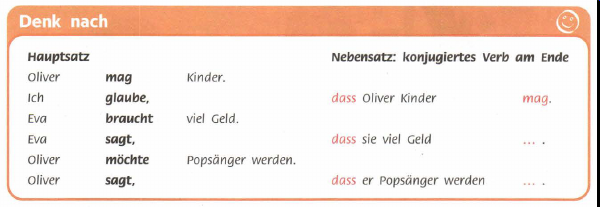 Denk nach
Hauptsatz Nebensatz: konjugiertes Verb am Ende
Oliver mag Kinder.
Ich glaube, dass Oliver Kinder mag.
Eva braucht viel Geld.
Eva sagt, dass sie viel Geld ... .
Oliver möchte Popsänger werden.
Oliver sagt, dass er Popsänger werden ... .